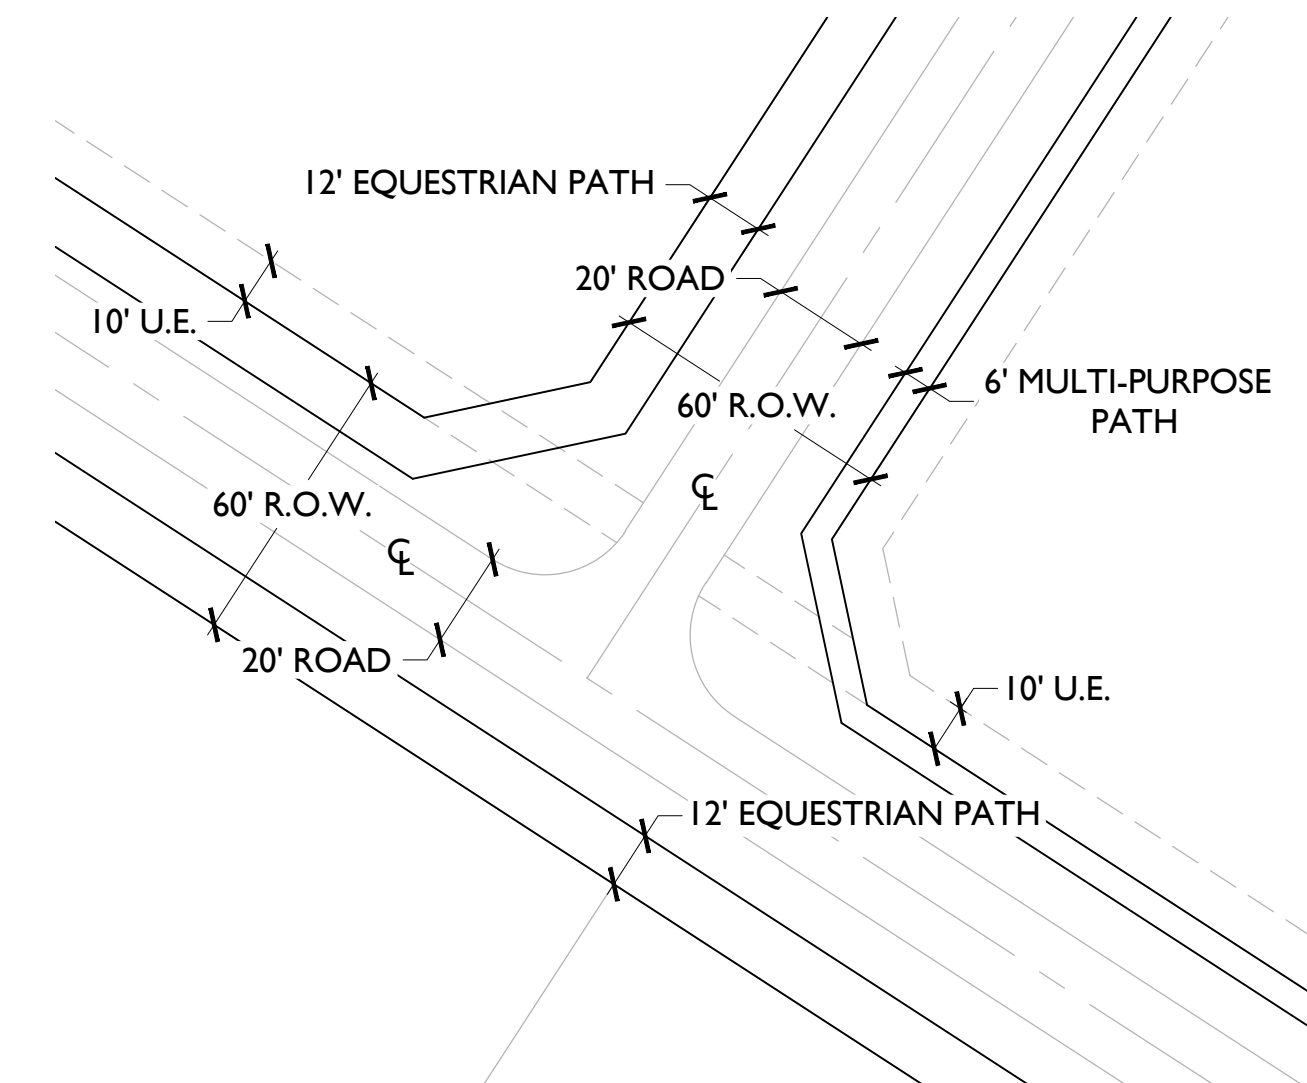 12' EQUESTRIAN PATH
20' ROAD
10' U.E.
6' MULTI-PURPOSE
PATH
60' R.O.W.
℄
60' R.O.W.
℄
20' ROAD
10' U.E.
12' EQUESTRIAN PATH